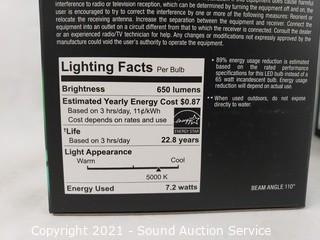 interference to radio or television reception, which can be determined by turning the equipment off and on, the
user is encouraged to try to correct the interference by one or more of the following measures: Reorient or
relocate the receiving antenna. Increase the separation between the equipment and receiver. Connect the
equipment into an outlet on a circuit different from that to which the receiver is connected. Consult the dealer
or an experienced radio/TV technician for help. Any changes or modifications not expressly approved by the
manufacture could void the user's authority to operate the equipment.
Lighting Facts Per Bulb
Brightness 650 lumens
Estimated Yearly Energy Cost $0.87
Based on 3 hrs/day, 11¢/kWh
Cost depends on rates and use
ENERGY STAR
¹Life
Based on 3 hrs/day 22.8 years
Light Appearance
Warm Cool
5000 K
Energy Used 7.2 watts
• 89% energy usage reduction is estimated
based on the rated performance
specifications for this LED bulb instead of a
65 watt incandescent bulb. Energy usage
reduction on actual use.
•• When used outdoors, do not expose
directly to water.
BEAM ANGLE 110°
Copyright 2021 - Sound Auction Service